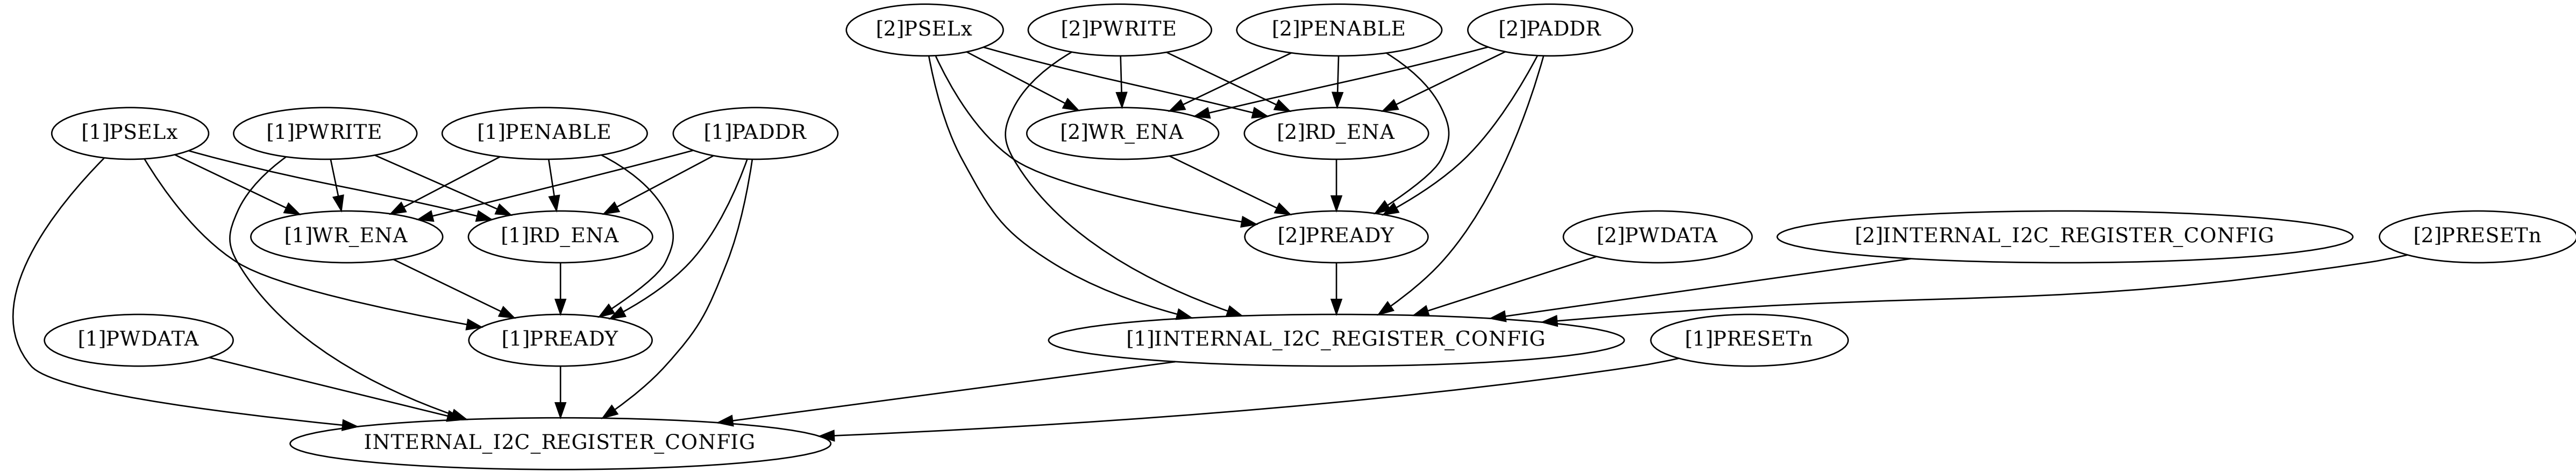 [2]PSELx
[2]PWRITE
[2]PENABLE
[2]PADDR
[1]PSELx
[1]PWRITE
[1]PENABLE
[1]PADDR
[2]WR_ENA
[2]RD_ENA
[1]WR_ENA
[1]RD_ENA
[2]PREADY
[2]PWDATA
[2]INTERNAL_I2C_REGISTER_CONFIG
[2]PRESETn
[1]PWDATA
[1]PREADY
[1]INTERNAL_I2C_REGISTER_CONFIG
[1]PRESETn
INTERNAL_I2C_REGISTER_CONFIG